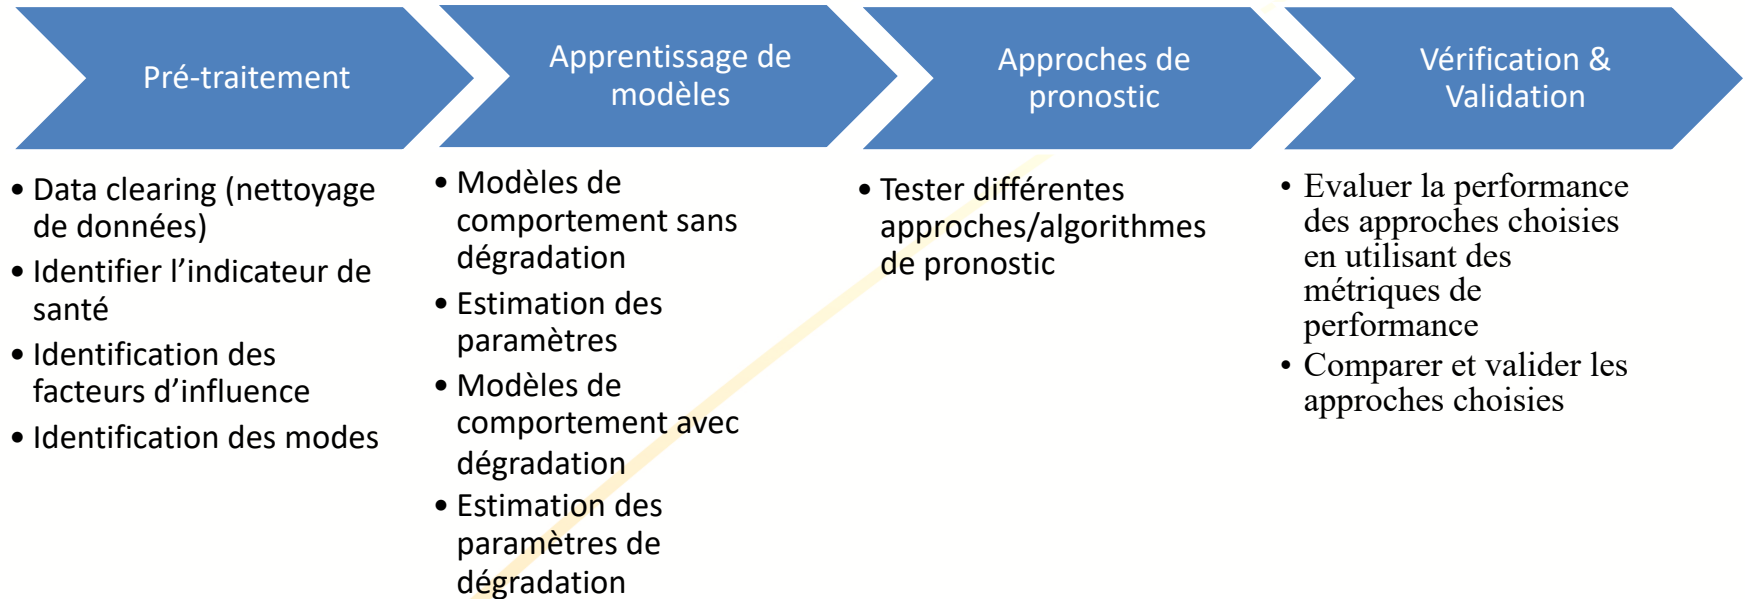 Pré-traitement
• Data clearing (nettoyage
de données)
• Identifier l’indicateur de
santé
• Identification des
facteurs d’influence
• Identification des modes
Apprentissage de
modèles
• Modèles de
comportement sans
dégradation
• Estimation des
paramètres
• Modèles de
comportement avec
dégradation
• Estimation des
paramètres de
dégradation
Approches de
pronostic
• Tester différentes
approches/algorithmes
de pronostic
Vérification &
Validation
• Evaluer la performance
des approches choisies
en utilisant des
métriques de
performance
• Comparer et valider les
approches choisies